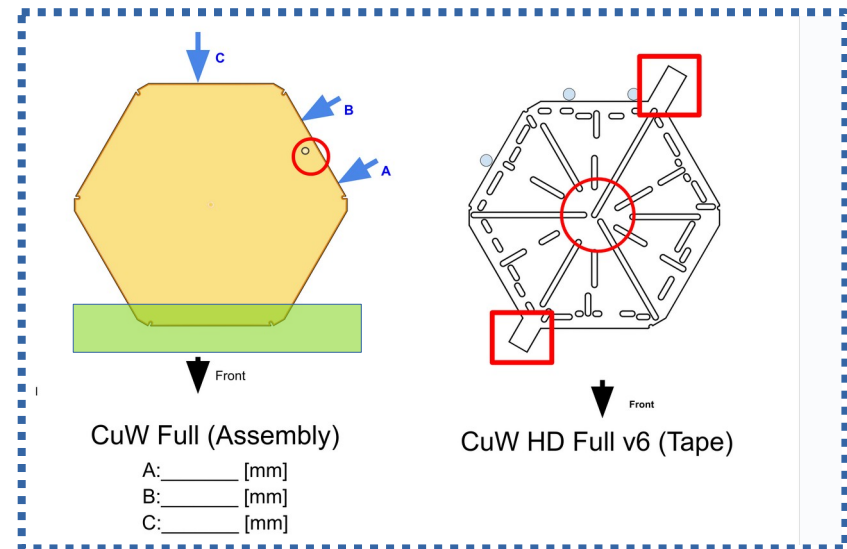 C
B
A
Front
CuW Full (Assembly)
A:_______ [mm]
B:_______ [mm]
C:_______ [mm]
Front
CuW HD Full v6 (Tape)